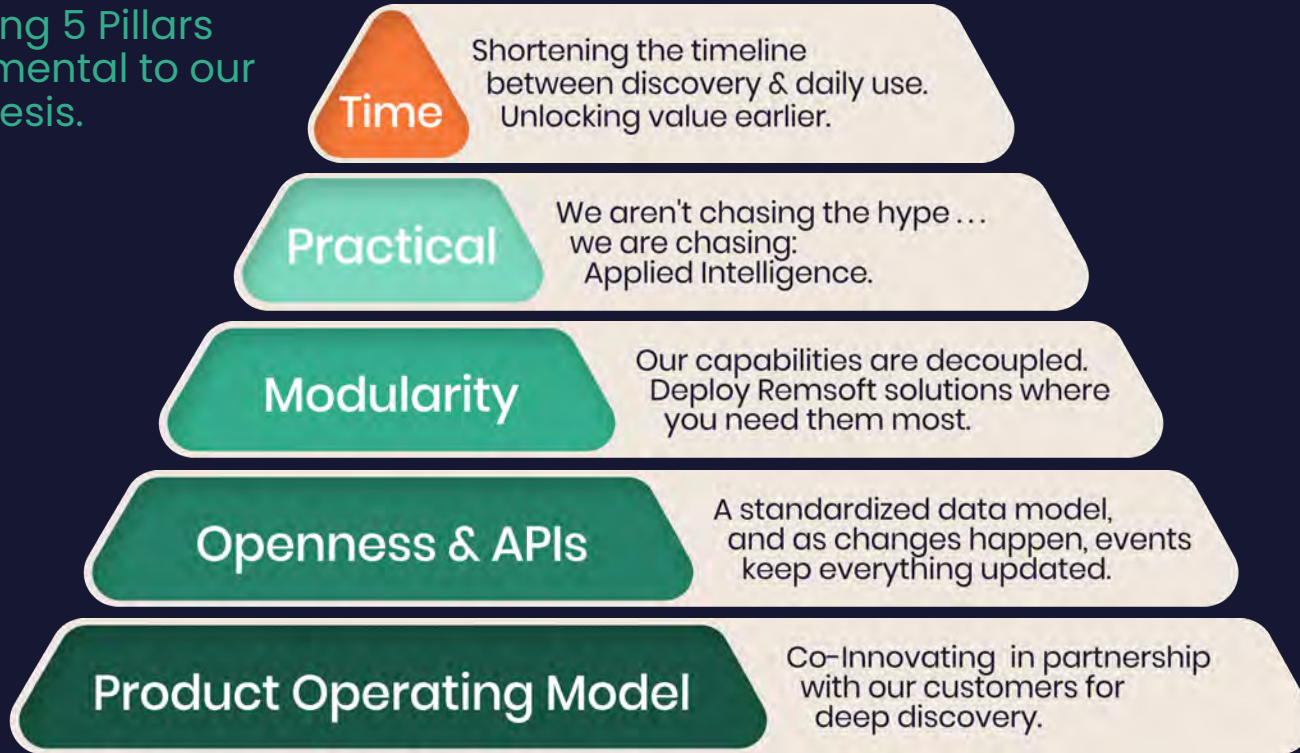 ng 5 Pillars
mental to our
esis.
Time
Shortening the timeline
between discovery & daily use.
Unlocking value earlier.
Practical
We aren't chasing the hype ...
we are chasing:
Applied Intelligence.
Modularity
Our capabilities are decoupled.
Deploy Remsoft solutions where
you need them most.
Openness & APIs
A standardized data model,
and as changes happen, events
keep everything updated.
Product Operating Model
Co-Innovating in partnership
with our customers for
deep discovery.